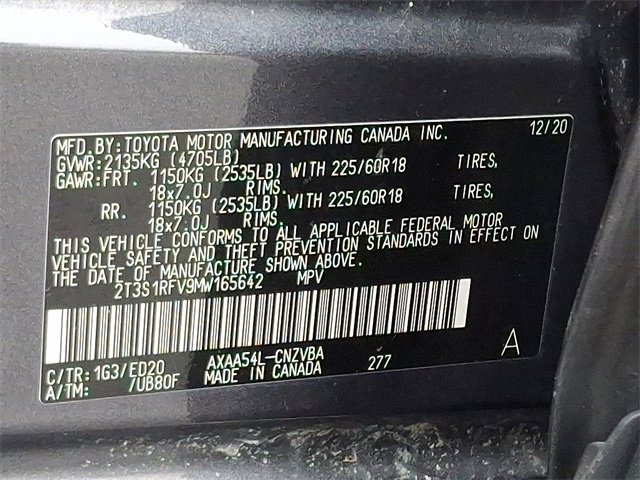 MFD.BY:TOYOTA MOTOR MANUFACTURING CANADA INC. 12/20
GVWR:2135KG (4705LB)
GAWR:FRT. 1150KG (2535LB) WITH 225/60R18 TIRES,
18x7.0J RIMS.
RR. 1150KG (2535LB) WITH 225/60R18 TIRES,
18x7.0J RIMS.
THIS VEHICLE CONFORMS TO ALL APPLICABLE FEDERAL MOTOR
VEHICLE SAFETY AND THEFT PREVENTION STANDARDS IN EFFECT ON
THE DATE OF MANUFACTURE SHOWN ABOVE.
2T3S1RFV9MW165642 MPV
C/TR:1G3/ED20 AXAA54L-CNZVBA 277 A
A/TM: /UB80F MADE IN CANADA